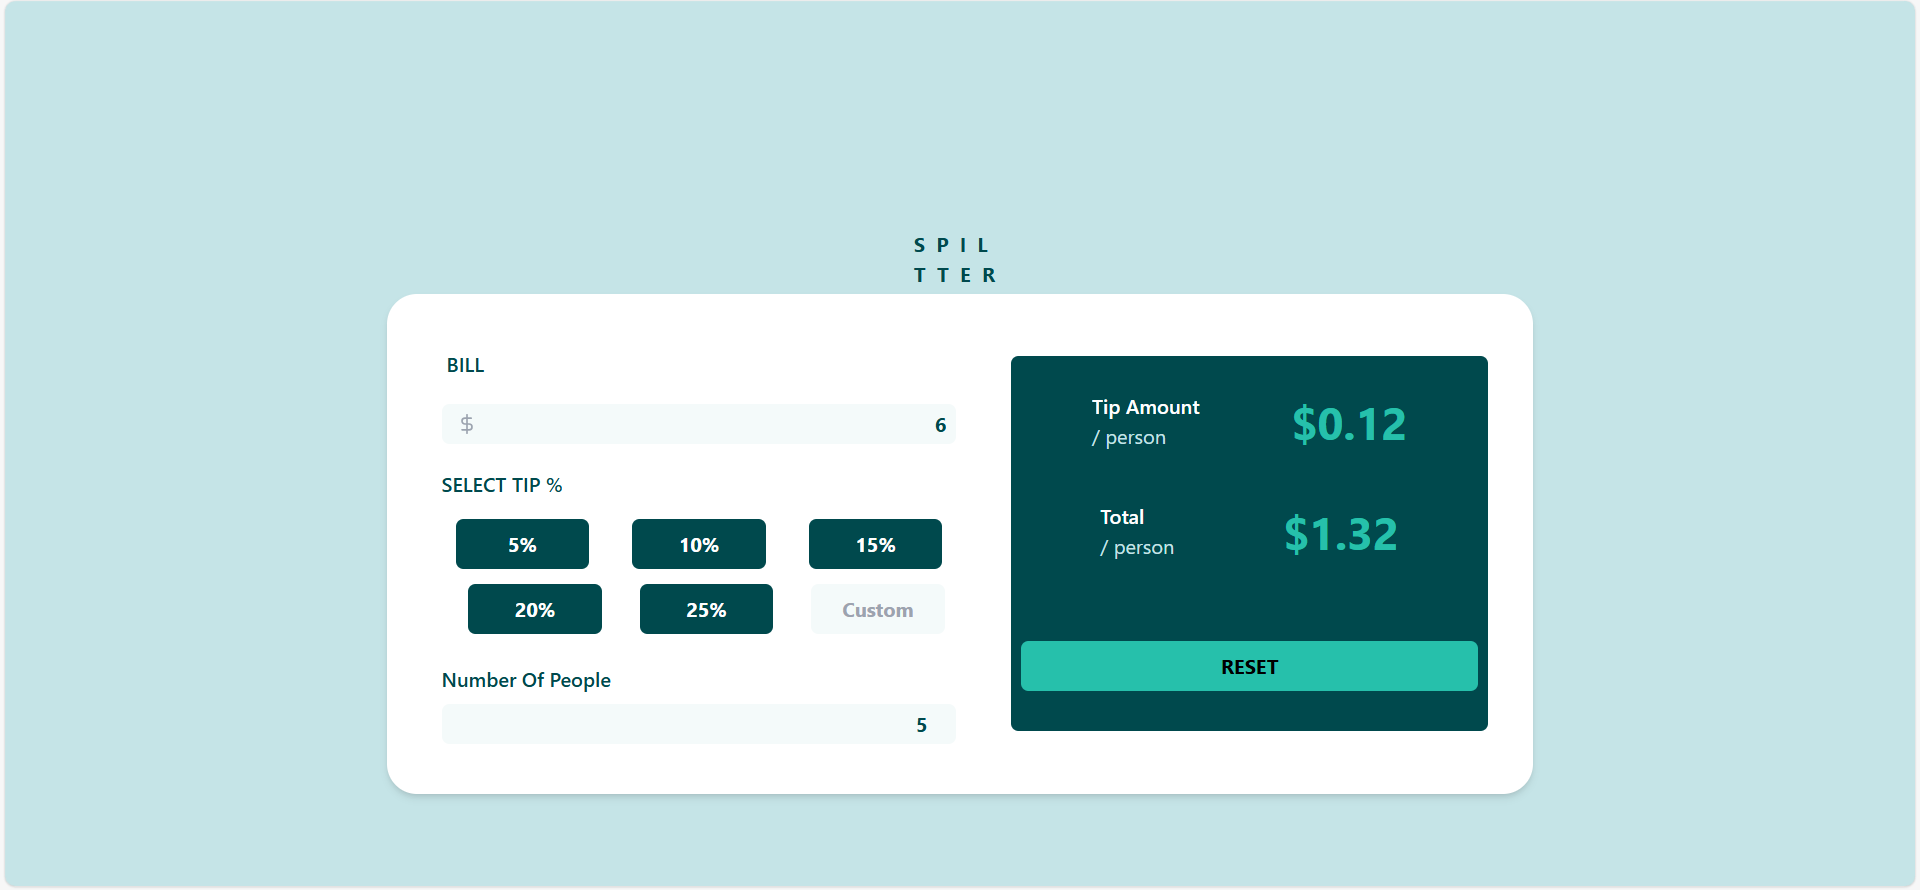 S P I L
T T E R
BILL
$ 6
SELECT TIP %
5% 10% 15%
20% 25% Custom
Number Of People
5
Tip Amount
/ person
$0.12
Total
/ person
$1.32
RESET